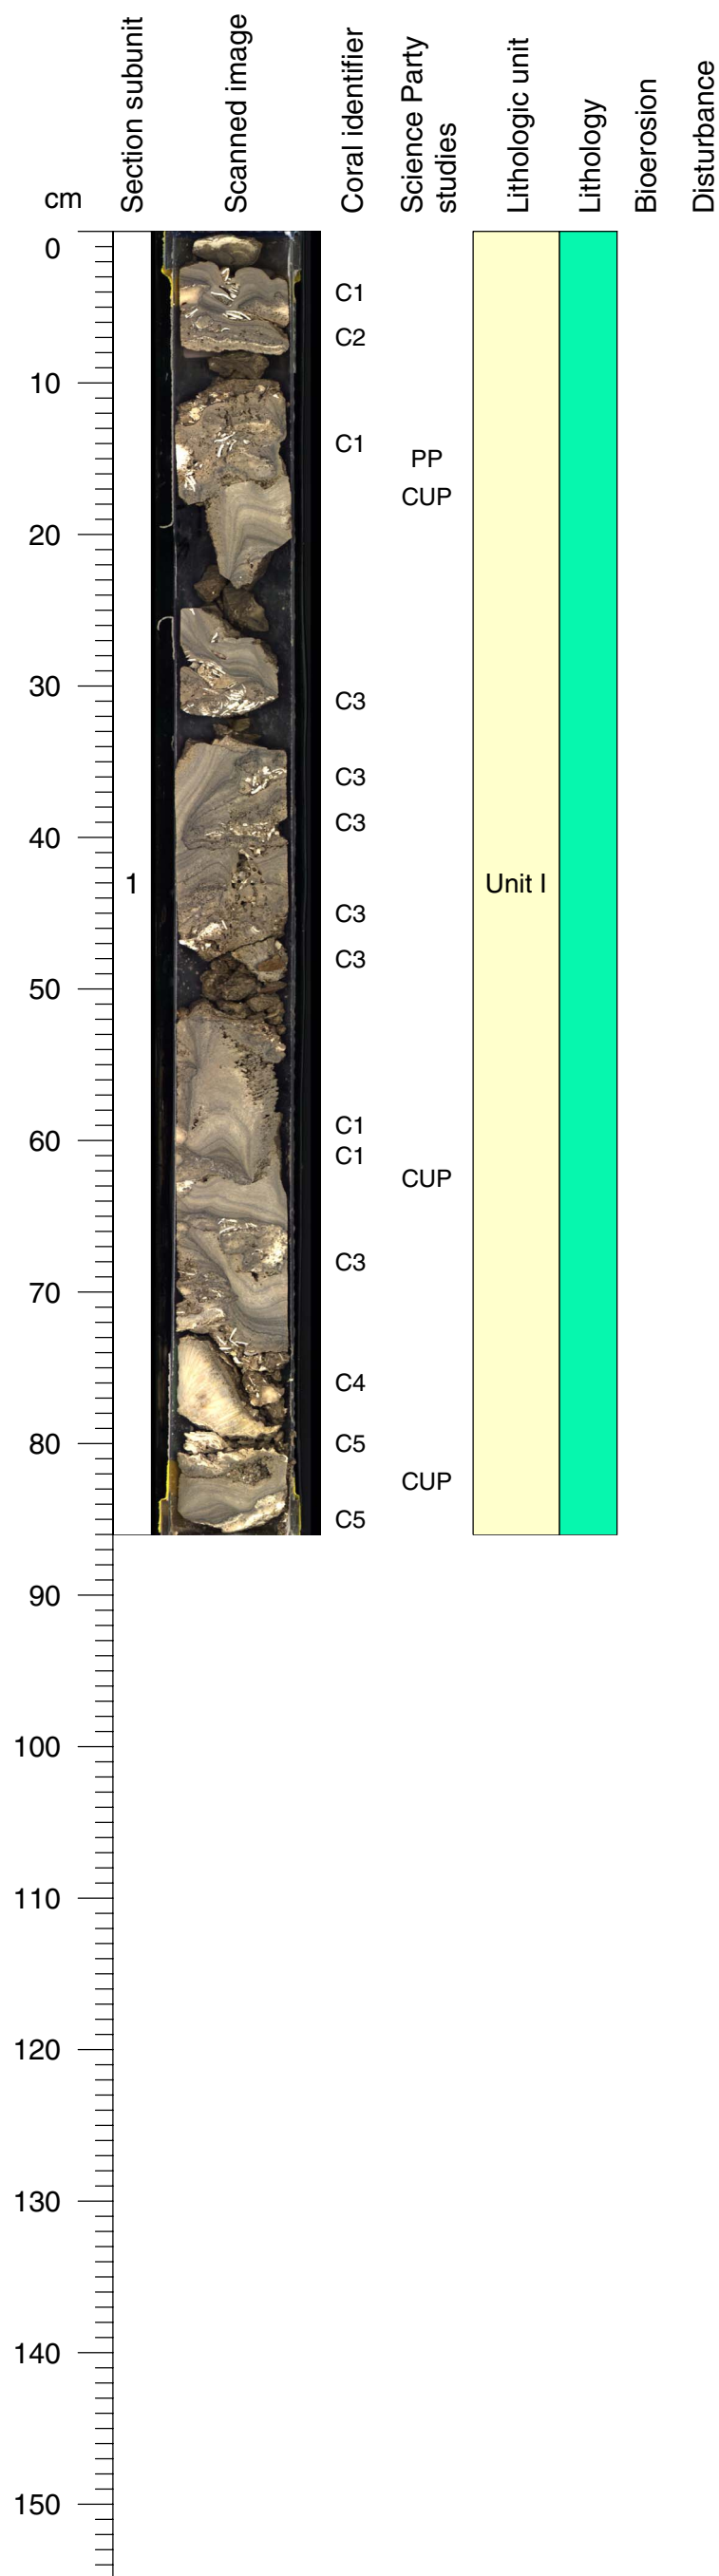 cm
Section subunit
Scanned image
Coral identifier
Science Party
studies
Lithologic unit
Lithology
Bioerosion
Disturbance
0
C1
C2
10
C1
PP
CUP
20
30
C3
C3
C3
40
1
Unit I
C3
C3
50
C1
60
C1
CUP
C3
70
C4
80
C5
CUP
C5
90
100
110
120
130
140
150